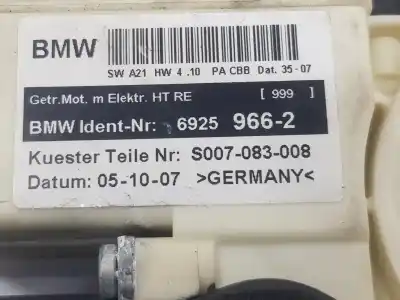 BMW
SW A21 HW 4 .10 PA CBB Dat. 35-07
Getr.Mot. m Elektr. HT RE [ 999 ]
BMW Ident-Nr: 6925 966-2
Kuester Teile Nr: S007-083-008
Datum: 05-10-07 >GERMANY<